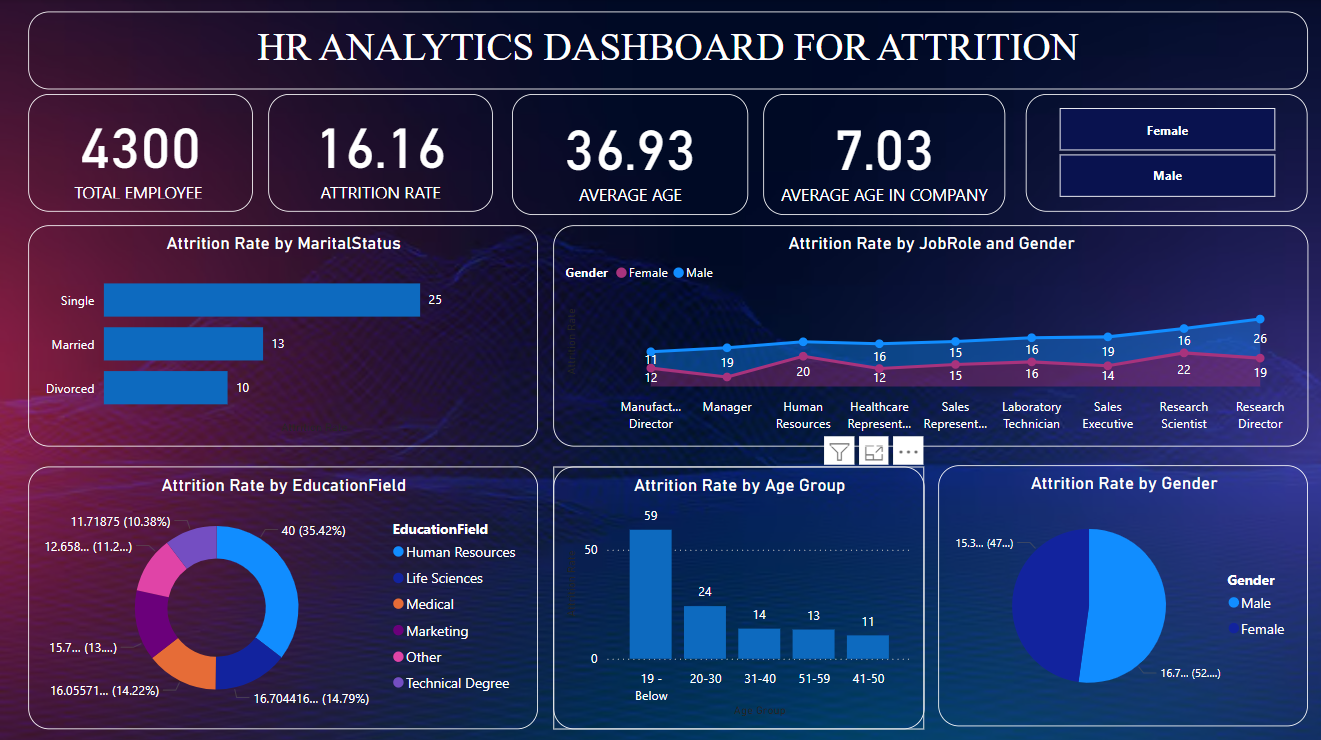 HR ANALYTICS DASHBOARD FOR ATTRITION
4300
TOTAL EMPLOYEE
16.16
ATTRITION RATE
36.93
AVERAGE AGE
7.03
AVERAGE AGE IN COMPANY
Female
Male
Attrition Rate by MaritalStatus
Single
25
Married
13
Divorced
10
Attrition Rate by JobRole and Gender
Gender
Female
Male
Attrition Rate
11
19
16
15
16
19
16
26
12
20
12
15
16
14
22
19
Manufact...
Director
Manager
Human
Resources
Healthcare
Represent...
Sales
Represent...
Laboratory
Technician
Sales
Executive
Research
Scientist
Research
Director
Attrition Rate by EducationField
11.71875 (10.38%)
12.658... (11.2...)
15.7... (13....)
16.05571... (14.22%)
16.704416... (14.79%)
40 (35.42%)
EducationField
Human Resources
Life Sciences
Medical
Marketing
Other
Technical Degree
Attrition Rate by Age Group
50
0
59
24
14
13
11
19 -
Below
20-30
31-40
51-59
41-50
Age Group
Attrition Rate by Gender
15.3... (47...)
16.7... (52....)
Gender
Male
Female